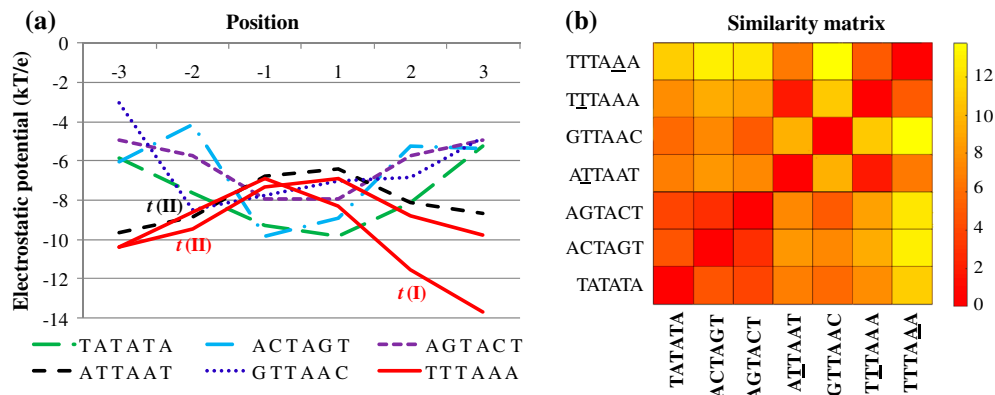 (a)
Position
Electrostatic potential (kT/e)
0
-2
-4
-6
-8
-10
-12
-14
-3 -2 -1 1 2 3
t (II)
t (II)
t (I)
TATATA ACTAGT AGTACT
ATTAAT GTTAAC TTTAAA
(b)
Similarity matrix
TTTAAA
TTTAAA
GTTAAC
ATTAAT
AGTACT
ACTAGT
TATATA
TATATA
ACTAGT
AGTACT
ATTAAT
GTTAAC
TTTAAA
TTTAAA
12
10
8
6
4
2
0